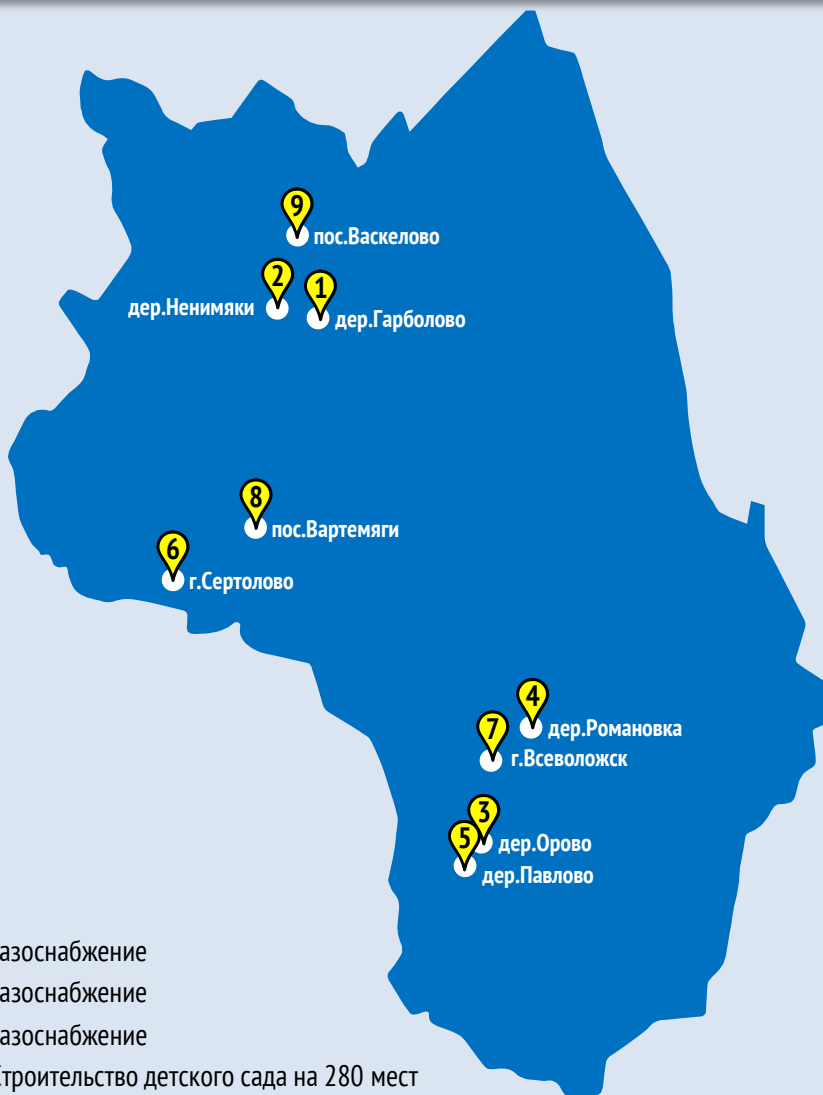 9
пос.Васкелово
2
1
дер.Ненимяки
дер.Гарболово
8
пос.Вартемяги
6
г.Сертолово
4
дер.Романовка
7
г.Всеволожск
3
дер.Орово
5
дер.Павлово
азоснабжение
азоснабжение
азоснабжение
троительство детского сада на 280 мест